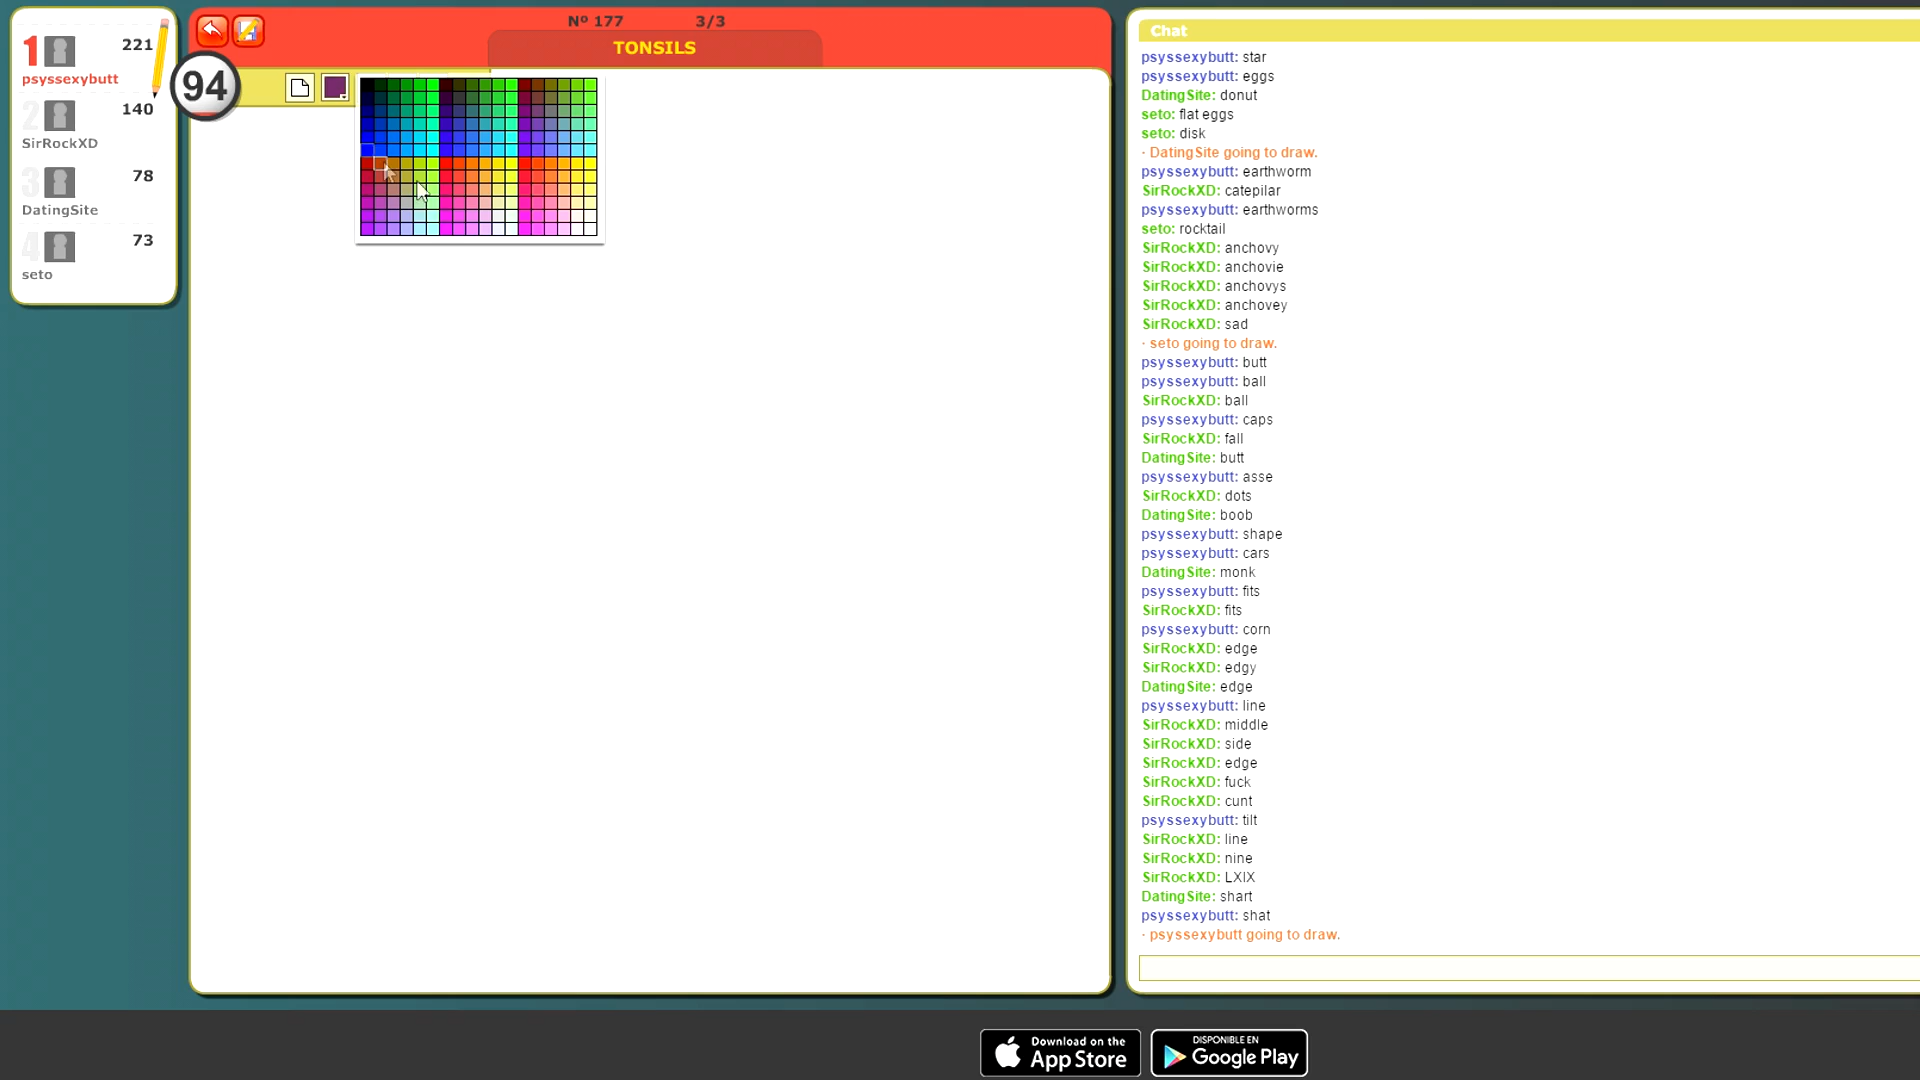 1
221
psyssexybutt
2
140
SirRockXD
3
78
DatingSite
4
73
seto
94
Nº 177
3/3
TONSILS
Chat
psyssexybutt: star
psyssexybutt: eggs
DatingSite: donut
seto: flat eggs
seto: disk
· DatingSite going to draw.
psyssexybutt: earthworm
SirRockXD: catepilar
psyssexybutt: earthworms
seto: rocktail
SirRockXD: anchovy
SirRockXD: anchovie
SirRockXD: anchovys
SirRockXD: anchovey
SirRockXD: sad
· seto going to draw.
psyssexybutt: butt
psyssexybutt: ball
SirRockXD: ball
psyssexybutt: caps
SirRockXD: fall
DatingSite: butt
psyssexybutt: asse
SirRockXD: dots
DatingSite: boob
psyssexybutt: shape
psyssexybutt: cars
DatingSite: monk
psyssexybutt: fits
SirRockXD: fits
psyssexybutt: corn
SirRockXD: edge
SirRockXD: edgy
DatingSite: edge
psyssexybutt: line
SirRockXD: middle
SirRockXD: side
SirRockXD: edge
SirRockXD: fuck
SirRockXD: cunt
psyssexybutt: tilt
SirRockXD: line
SirRockXD: nine
SirRockXD: LXIX
DatingSite: shart
psyssexybutt: shat
· psyssexybutt going to draw.
Download on the
App Store
DISPONIBLE EN
Google Play